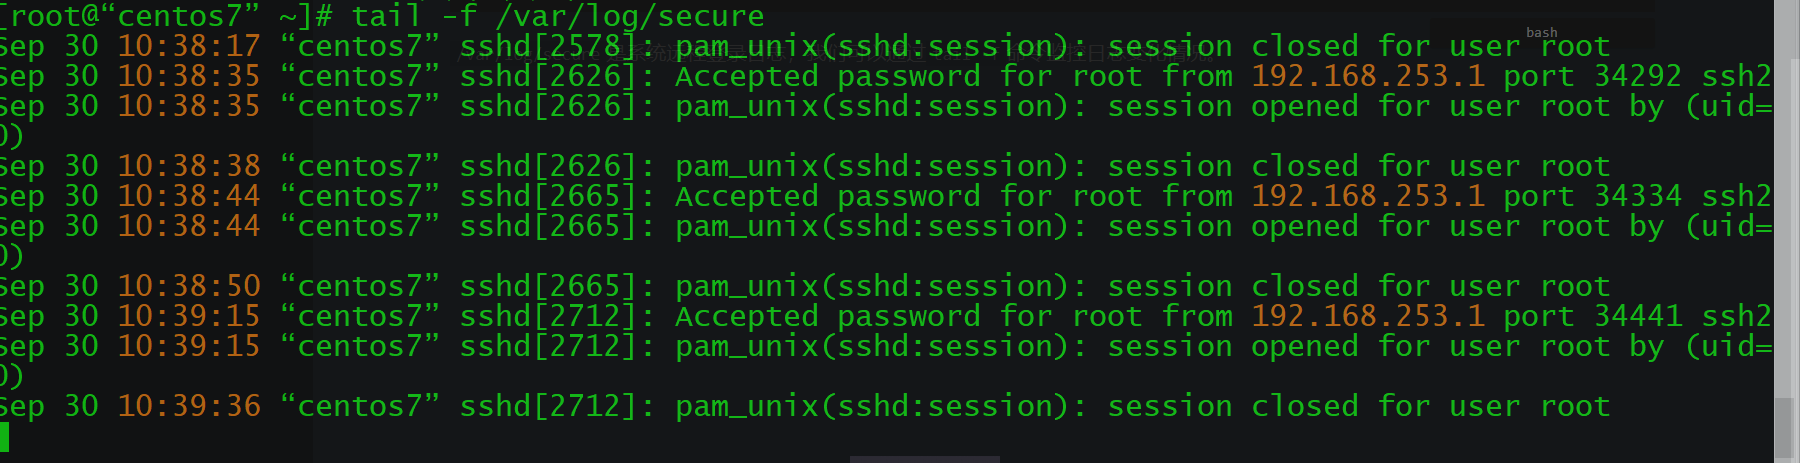 [root@“centos7” ~]# tail -f /var/log/secure
Sep 30 10:38:17 “centos7” sshd[2578]: pam_unix(sshd:session): session closed for user root
bash
Sep 30 10:38:35 “centos7” sshd[2626]: Accepted password for root from 192.168.253.1 port 34292 ssh2
Sep 30 10:38:35 “centos7” sshd[2626]: pam_unix(sshd:session): session opened for user root by (uid=
0)
Sep 30 10:38:38 “centos7” sshd[2626]: pam_unix(sshd:session): session closed for user root
Sep 30 10:38:44 “centos7” sshd[2665]: Accepted password for root from 192.168.253.1 port 34334 ssh2
Sep 30 10:38:44 “centos7” sshd[2665]: pam_unix(sshd:session): session opened for user root by (uid=
0)
Sep 30 10:38:50 “centos7” sshd[2665]: pam_unix(sshd:session): session closed for user root
Sep 30 10:39:15 “centos7” sshd[2712]: Accepted password for root from 192.168.253.1 port 34441 ssh2
Sep 30 10:39:15 “centos7” sshd[2712]: pam_unix(sshd:session): session opened for user root by (uid=
0)
Sep 30 10:39:36 “centos7” sshd[2712]: pam_unix(sshd:session): session closed for user root